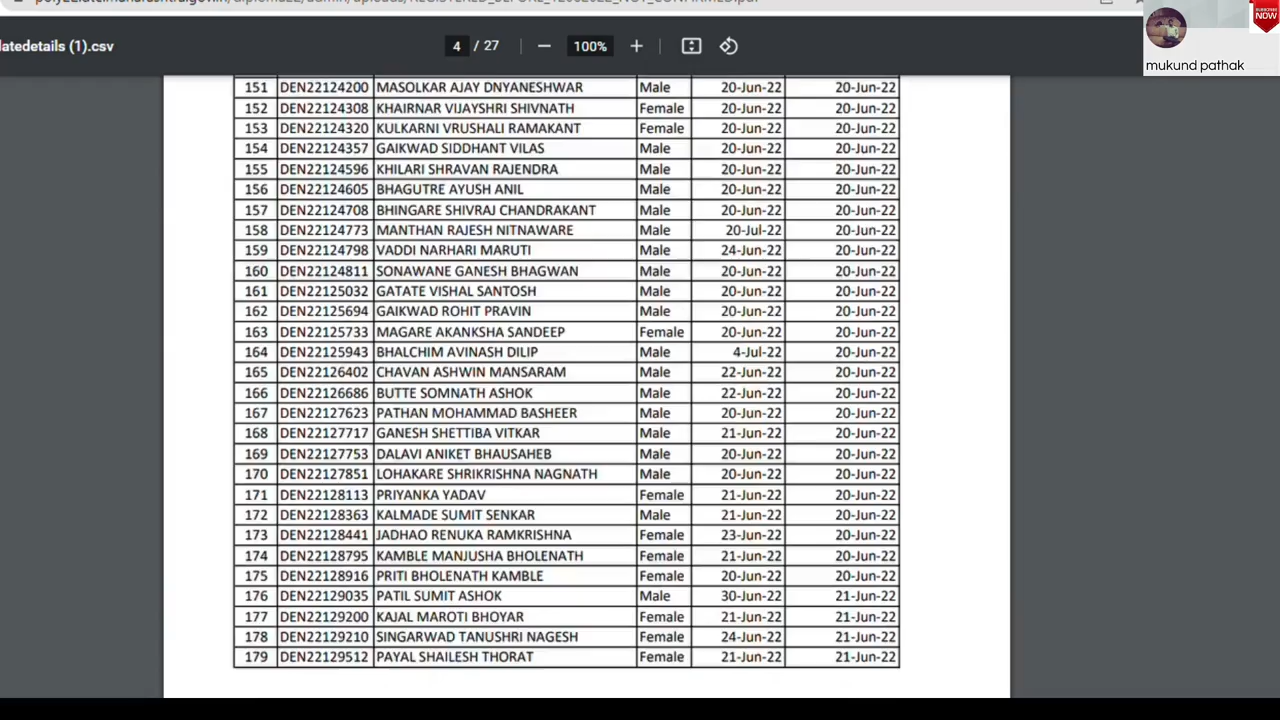 latedetails (1).csv
4 / 27
100%
SUBSCRIBE
NOW
mukund pathak
151 DEN22124200 MASOLKAR AJAY DNYANESHWAR Male 20-Jun-22 20-Jun-22
152 DEN22124308 KHAIRNAR VIJAYSHRI SHIVNATH Female 20-Jun-22 20-Jun-22
153 DEN22124320 KULKARNI VRUSHALI RAMAKANT Female 20-Jun-22 20-Jun-22
154 DEN22124357 GAIKWAD SIDDHANT VILAS Male 20-Jun-22 20-Jun-22
155 DEN22124596 KHILARI SHRAVAN RAJENDRA Male 20-Jun-22 20-Jun-22
156 DEN22124605 BHAGUTRE AYUSH ANIL Male 20-Jun-22 20-Jun-22
157 DEN22124708 BHINGARE SHIVRAJ CHANDRAKANT Male 20-Jun-22 20-Jun-22
158 DEN22124773 MANTHAN RAJESH NITNAWARE Male 20-Jul-22 20-Jun-22
159 DEN22124798 VADDI NARHARI MARUTI Male 24-Jun-22 20-Jun-22
160 DEN22124811 SONAWANE GANESH BHAGWAN Male 20-Jun-22 20-Jun-22
161 DEN22125032 GATATE VISHAL SANTOSH Male 20-Jun-22 20-Jun-22
162 DEN22125694 GAIKWAD ROHIT PRAVIN Male 20-Jun-22 20-Jun-22
163 DEN22125733 MAGARE AKANKSHA SANDEEP Female 20-Jun-22 20-Jun-22
164 DEN22125943 BHALCHIM AVINASH DILIP Male 4-Jul-22 20-Jun-22
165 DEN22126402 CHAVAN ASHWIN MANSARAM Male 22-Jun-22 20-Jun-22
166 DEN22126686 BUTTE SOMNATH ASHOK Male 22-Jun-22 20-Jun-22
167 DEN22127623 PATHAN MOHAMMAD BASHEER Male 20-Jun-22 20-Jun-22
168 DEN22127717 GANESH SHETTIBA VITKAR Male 21-Jun-22 20-Jun-22
169 DEN22127753 DALAVI ANIKET BHAUSAHEB Male 20-Jun-22 20-Jun-22
170 DEN22127851 LOHAKARE SHRIKRISHNA NAGNATH Male 20-Jun-22 20-Jun-22
171 DEN22128113 PRIYANKA YADAV Female 21-Jun-22 20-Jun-22
172 DEN22128363 KALMADE SUMIT SENKAR Male 21-Jun-22 20-Jun-22
173 DEN22128441 JADHAO RENUKA RAMKRISHNA Female 23-Jun-22 20-Jun-22
174 DEN22128795 KAMBLE MANJUSHA BHOLENATH Female 21-Jun-22 20-Jun-22
175 DEN22128916 PRITI BHOLENATH KAMBLE Female 20-Jun-22 20-Jun-22
176 DEN22129035 PATIL SUMIT ASHOK Male 30-Jun-22 21-Jun-22
177 DEN22129200 KAJAL MAROTI BHOYAR Female 21-Jun-22 21-Jun-22
178 DEN22129210 SINGARWAD TANUSHRI NAGESH Female 24-Jun-22 21-Jun-22
179 DEN22129512 PAYAL SHAILESH THORAT Female 21-Jun-22 21-Jun-22